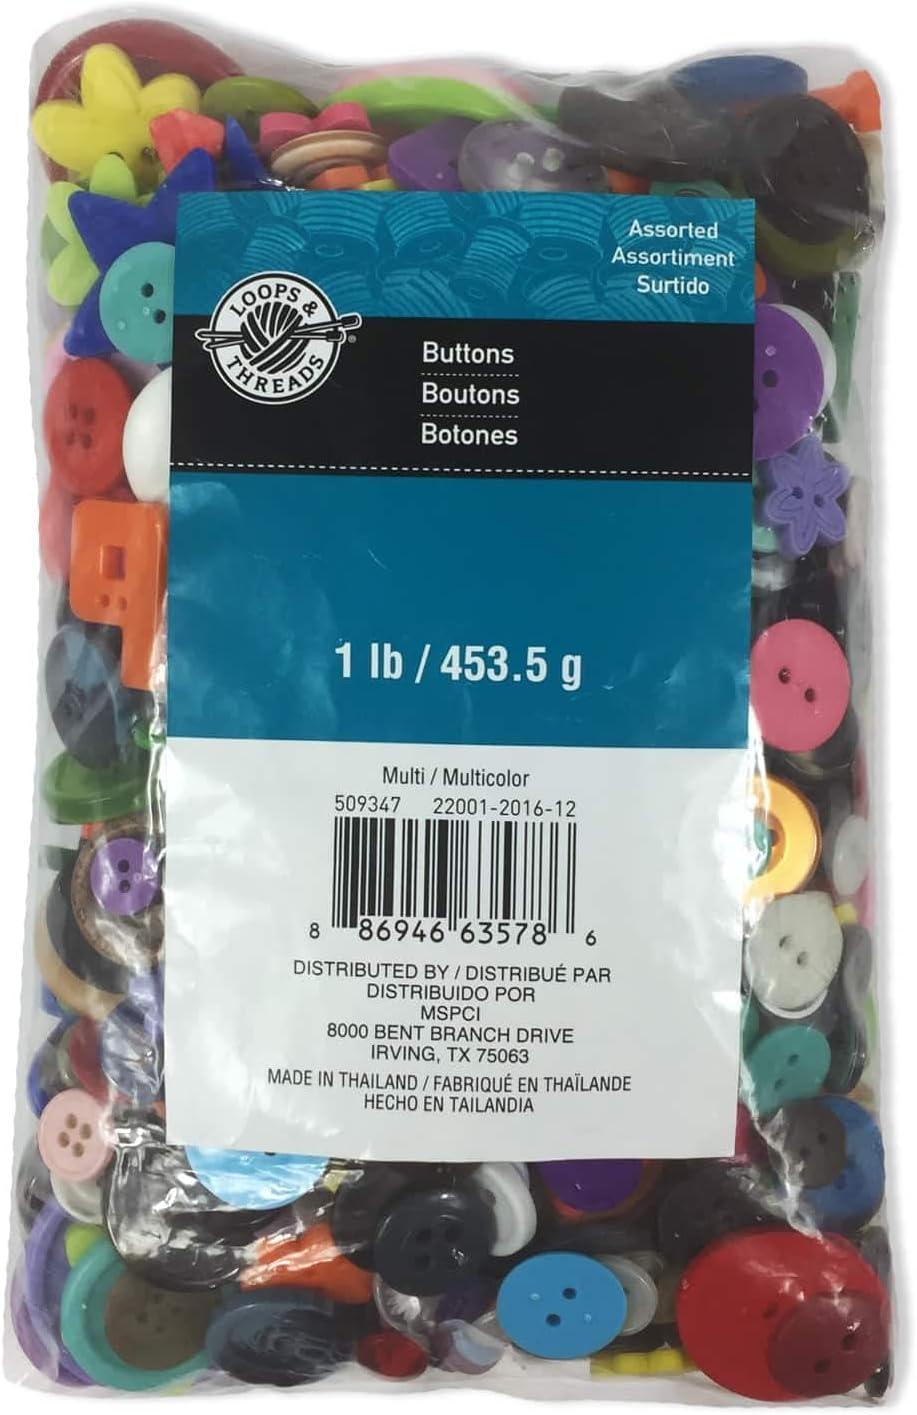 Assorted
Assortiment
Surtido
LOOPS &
THREADS®
Buttons
Boutons
Botones
1 lb / 453.5 g
Multi / Multicolor
509347 22001-2016-12
8 86946 63578 6
DISTRIBUTED BY / DISTRIBUÉ PAR
DISTRIBUIDO POR
MSPCI
8000 BENT BRANCH DRIVE
IRVING, TX 75063
MADE IN THAILAND / FABRIQUÉ EN THAÏLANDE
HECHO EN TAILANDIA